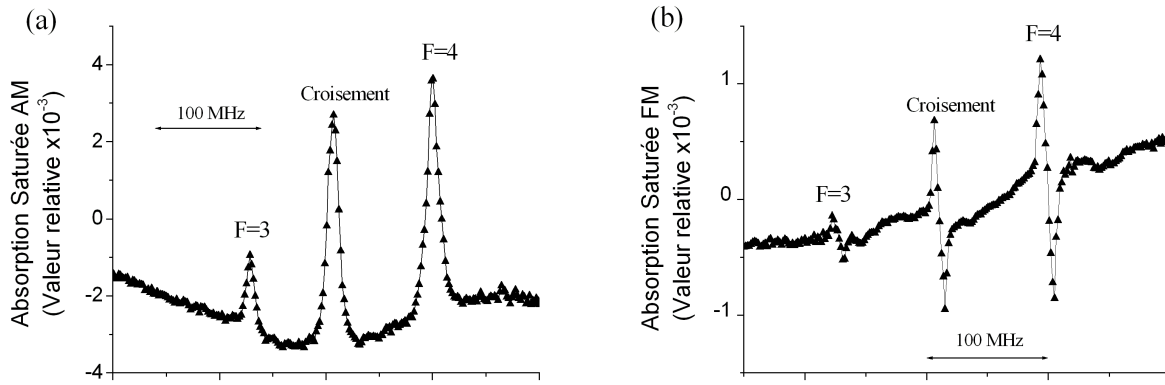 (a)
Absorption Saturée AM
(Valeur relative x10⁻³)
4
2
0
-2
-4
100 MHz
F=3
Croisement
F=4
(b)
Absorption Saturée FM
(Valeur relative x10⁻³)
1
0
-1
F=3
Croisement
F=4
100 MHz